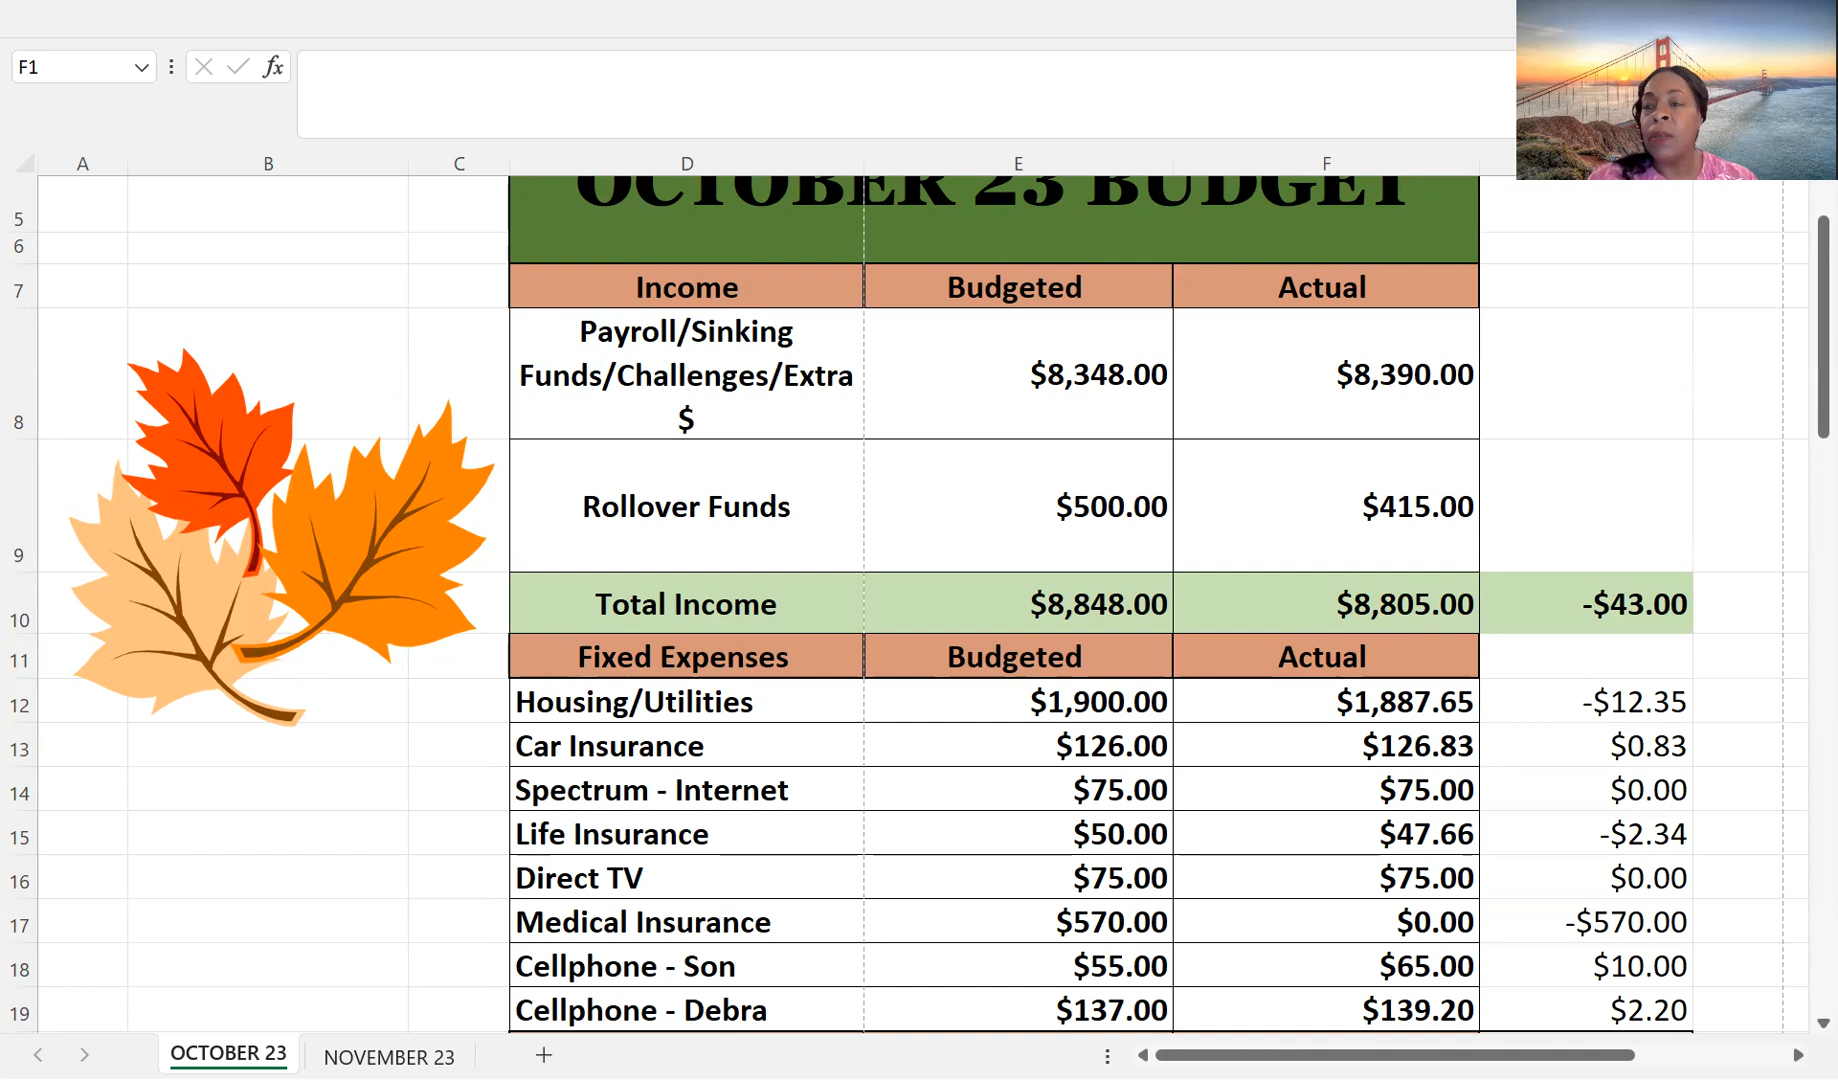 F1
fx
A B C D E F
OCTOBER 23 BUDGET
5
6
7 Income Budgeted Actual
Payroll/Sinking
Funds/Challenges/Extra $8,348.00 $8,390.00
8 $
Rollover Funds $500.00 $415.00
9
10 Total Income $8,848.00 $8,805.00 -$43.00
11 Fixed Expenses Budgeted Actual
12 Housing/Utilities $1,900.00 $1,887.65 -$12.35
13 Car Insurance $126.00 $126.83 $0.83
14 Spectrum - Internet $75.00 $75.00 $0.00
15 Life Insurance $50.00 $47.66 -$2.34
16 Direct TV $75.00 $75.00 $0.00
17 Medical Insurance $570.00 $0.00 -$570.00
18 Cellphone - Son $55.00 $65.00 $10.00
19 Cellphone - Debra $137.00 $139.20 $2.20
OCTOBER 23 NOVEMBER 23